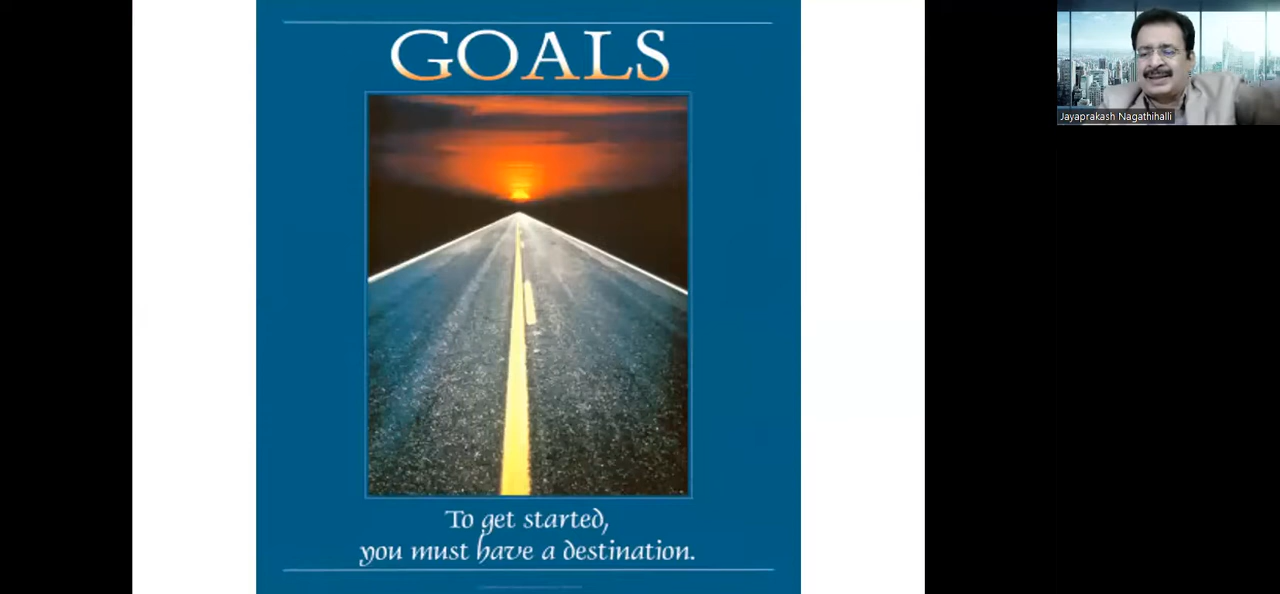 GOALS
To get started,
you must have a destination.
Jayaprakash Nagathihalli